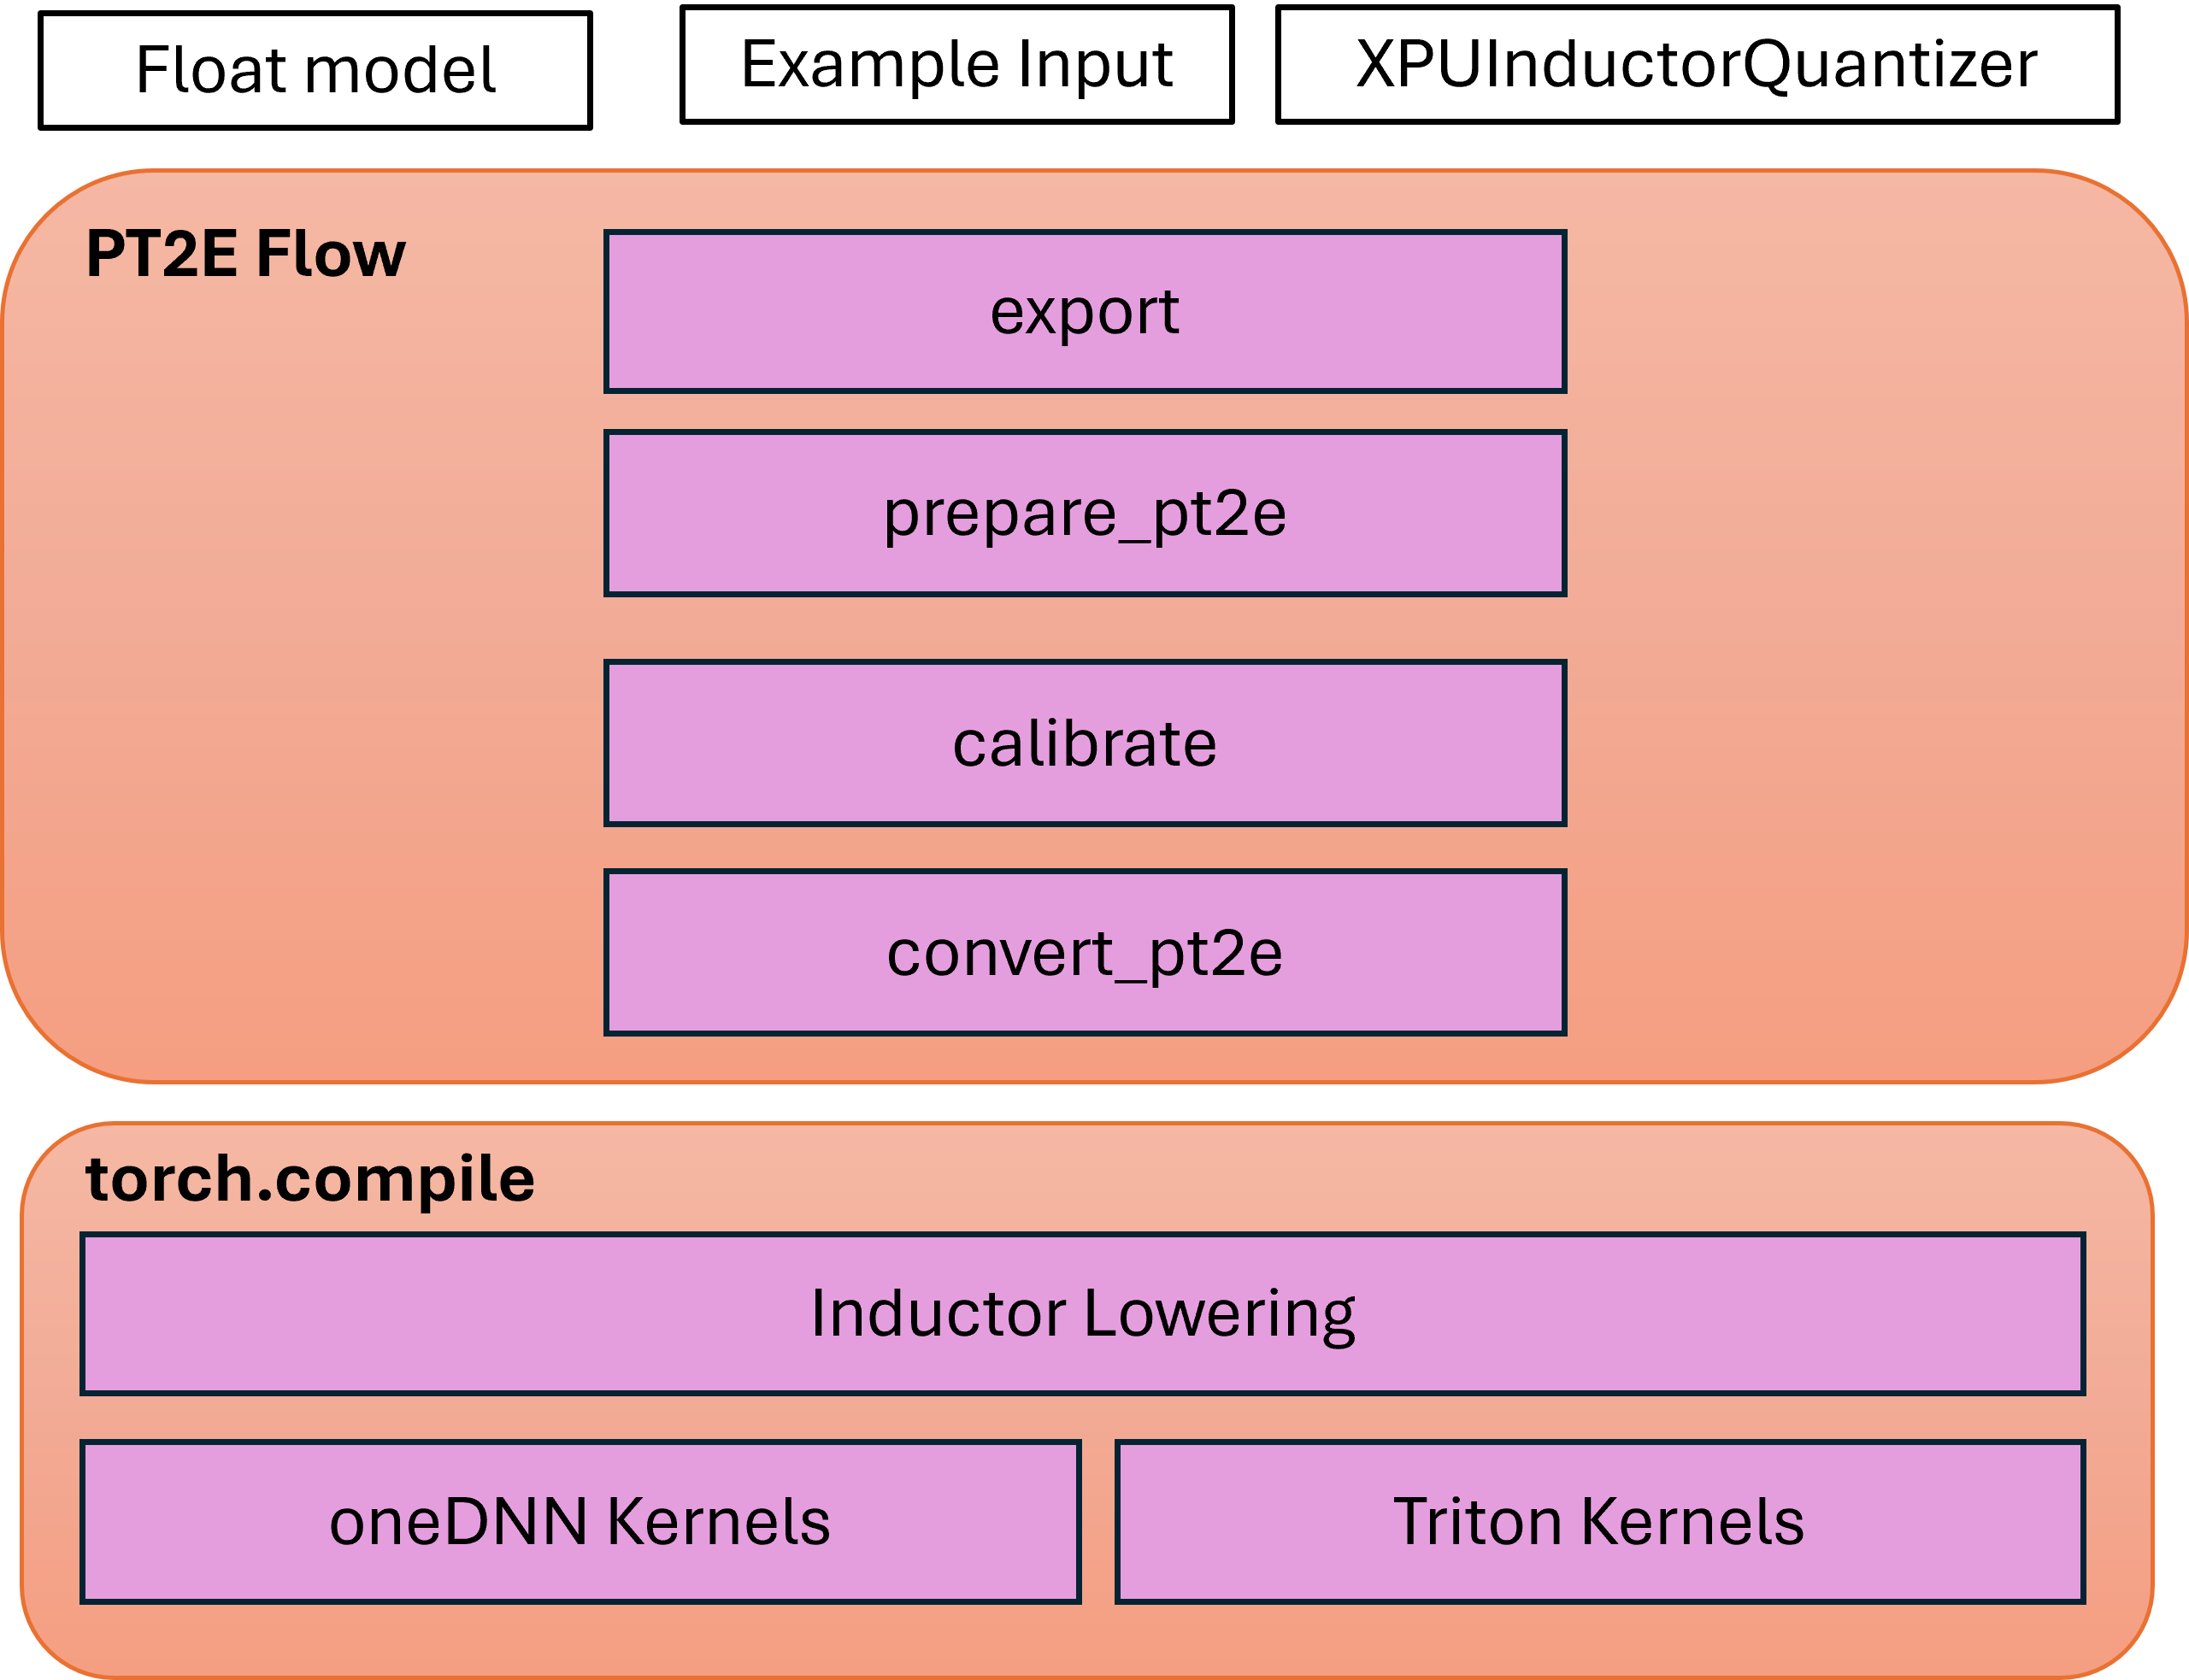 Float model
Example Input
XPUInductorQuantizer
PT2E Flow
export
prepare_pt2e
calibrate
convert_pt2e
torch.compile
Inductor Lowering
oneDNN Kernels
Triton Kernels